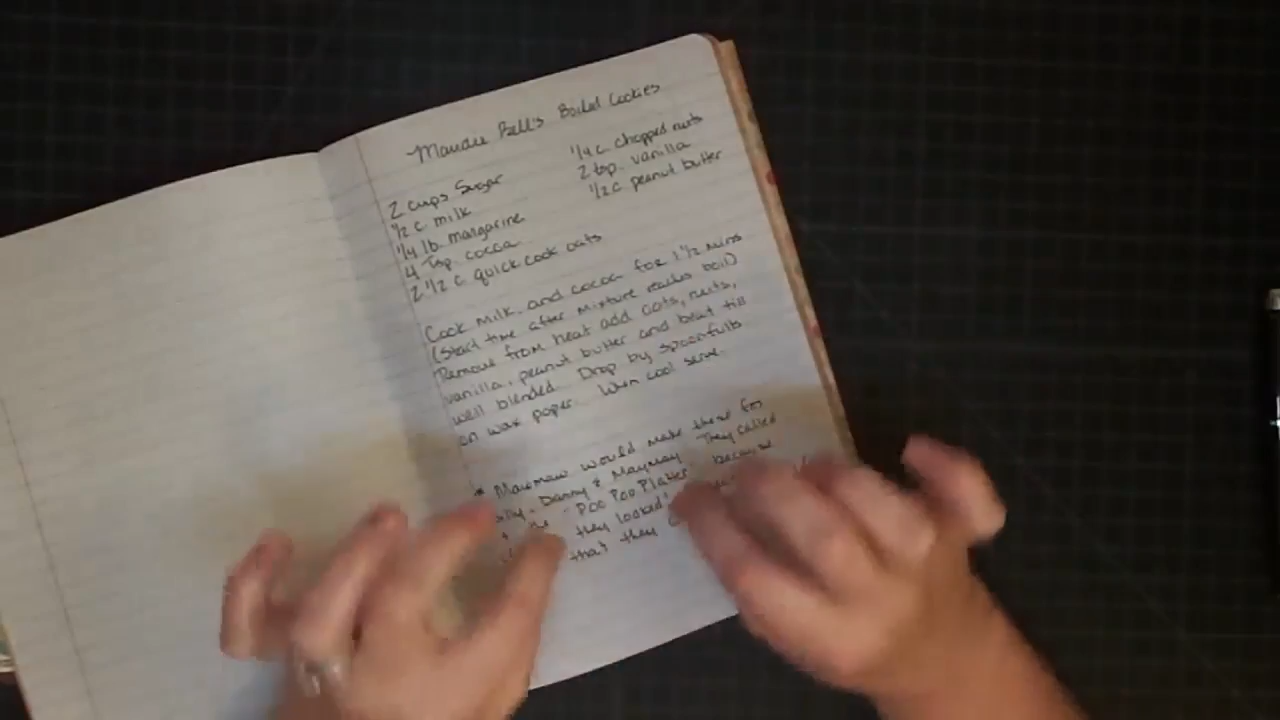 Maudie Bell's Boiled Cookies
2 cups Sugar
1/2 c. milk
1/4 lb. margarine
4 Tsp. cocoa
2 1/2 c. quick cook oats
1/4 c. chopped nuts
2 tsp. vanilla
1/2 c peanut butter
Cook milk, and cocoa for 1 1/2 mins
(Start time after mixture reaches boil)
Remove from heat add oats, nuts,
vanilla, peanut butter and beat till
well blended. Drop by spoonfulls
on wax paper. When cool serve.
* Mawmaw would make these for
Danny & Maymay. They called
"Poo Poo Platter" because
they looked
that they